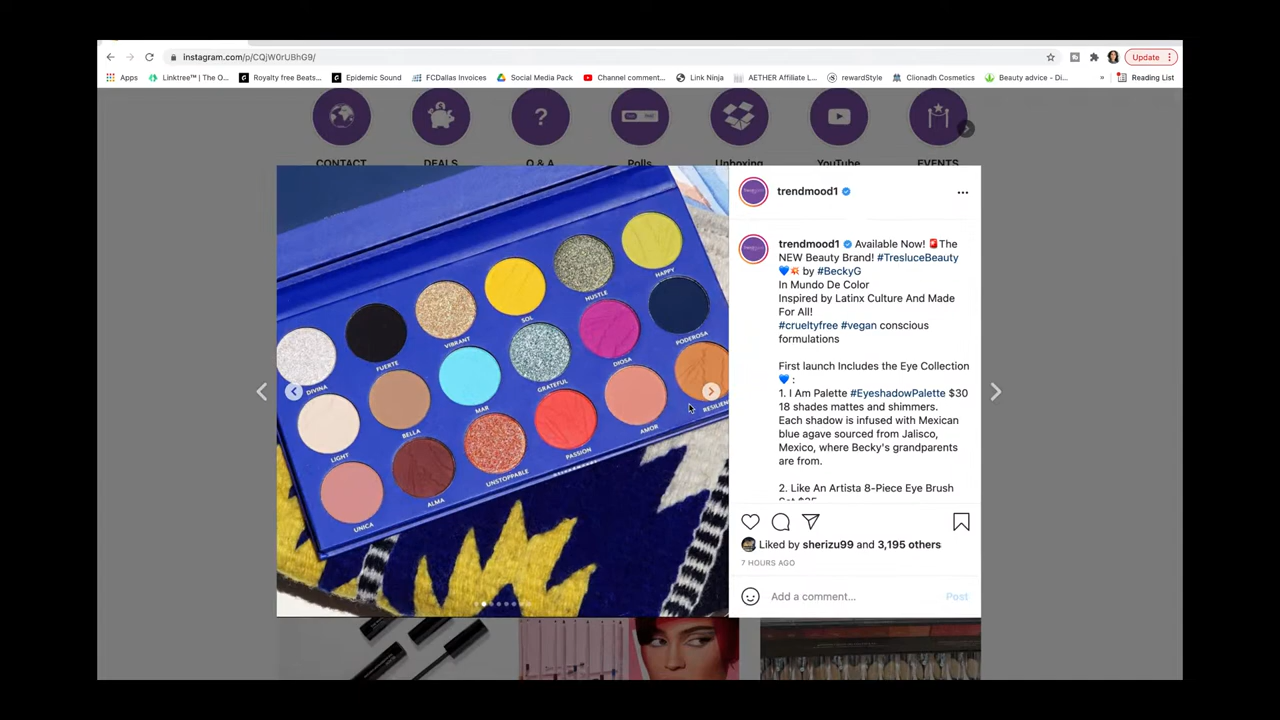 instagram.com/p/CQjW0rUBhG9/
Update
Apps
Linktree™ | The O...
Royalty free Beats...
Epidemic Sound
FCDallas Invoices
Social Media Pack
Channel comment...
Link Ninja
AETHER Affiliate L...
rewardStyle
Clionadh Cosmetics
Beauty advice - Di...
»
Reading List
CONTACT
DEALS
Q & A
Polls
Unboxing
YouTube
EVENTS
HAPPY
HUSTLE
SOL
VIBRANT
FUERTE
DIVINA
PODEROSA
DIOSA
GRATEFUL
MAR
BELLA
LIGHT
RESILIEN
AMOR
PASSION
UNSTOPPABLE
ALMA
UNICA
trendmood1
trendmood1 Available Now! 🚨The
NEW Beauty Brand! #TresluceBeauty
💙💥 by #BeckyG
In Mundo De Color
Inspired by Latinx Culture And Made
For All!
#crueltyfree #vegan conscious
formulations
First launch Includes the Eye Collection
💙 :
1. I Am Palette #EyeshadowPalette $30
18 shades mattes and shimmers.
Each shadow is infused with Mexican
blue agave sourced from Jalisco,
Mexico, where Becky's grandparents
are from.
2. Like An Artista 8-Piece Eye Brush
Set $25
Liked by sherizu99 and 3,195 others
7 HOURS AGO
Add a comment...
Post